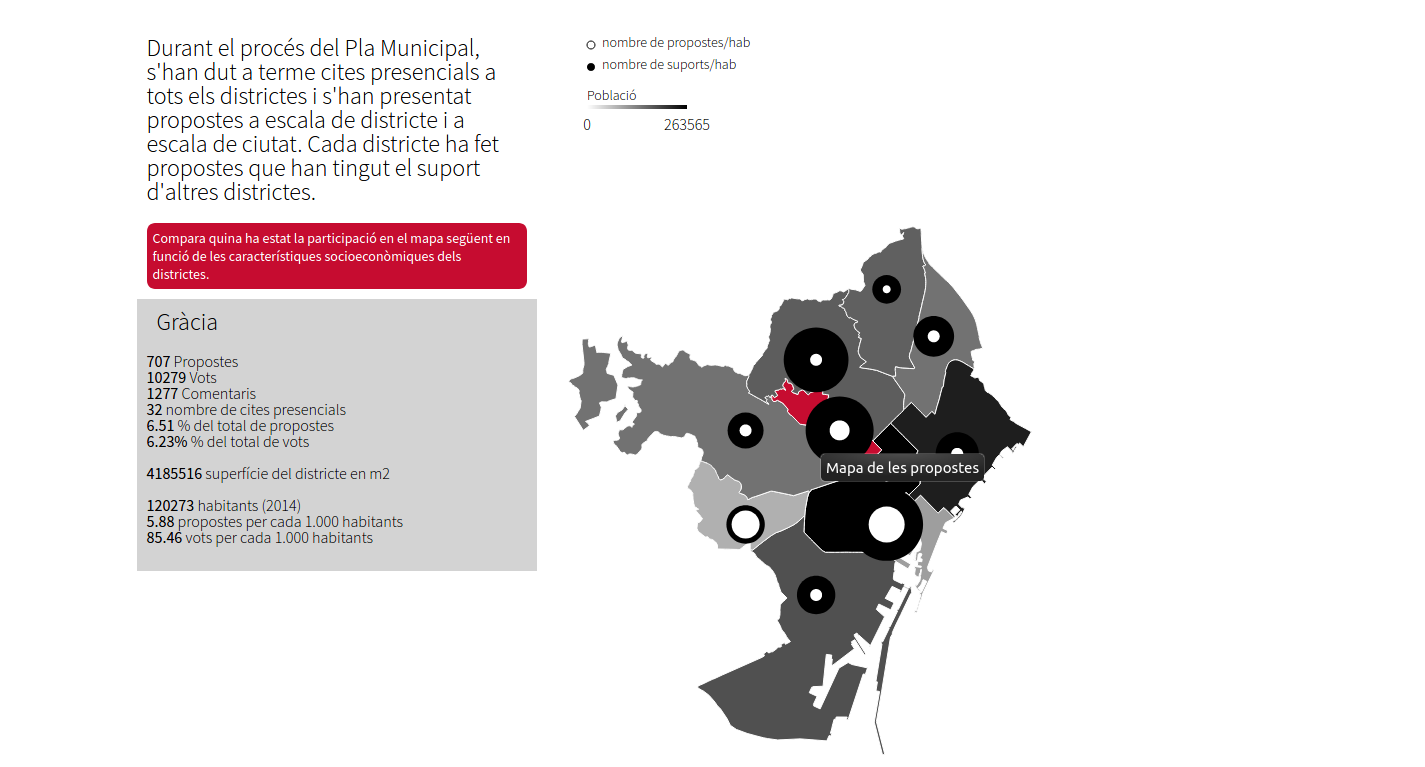 Durant el procés del Pla Municipal,
s'han dut a terme cites presencials a
tots els districtes i s'han presentat
propostes a escala de districte i a
escala de ciutat. Cada districte ha fet
propostes que han tingut el suport
d'altres districtes.
Compara quina ha estat la participació en el mapa següent en
funció de les característiques socioeconòmiques dels
districtes.
Gràcia
707 Propostes
10279 Vots
1277 Comentaris
32 nombre de cites presencials
6.51 % del total de propostes
6.23% % del total de vots
4185516 superfície del districte en m2
120273 habitants (2014)
5.88 propostes per cada 1.000 habitants
85.46 vots per cada 1.000 habitants
nombre de propostes/hab
nombre de suports/hab
Població
0 263565
Mapa de les propostes